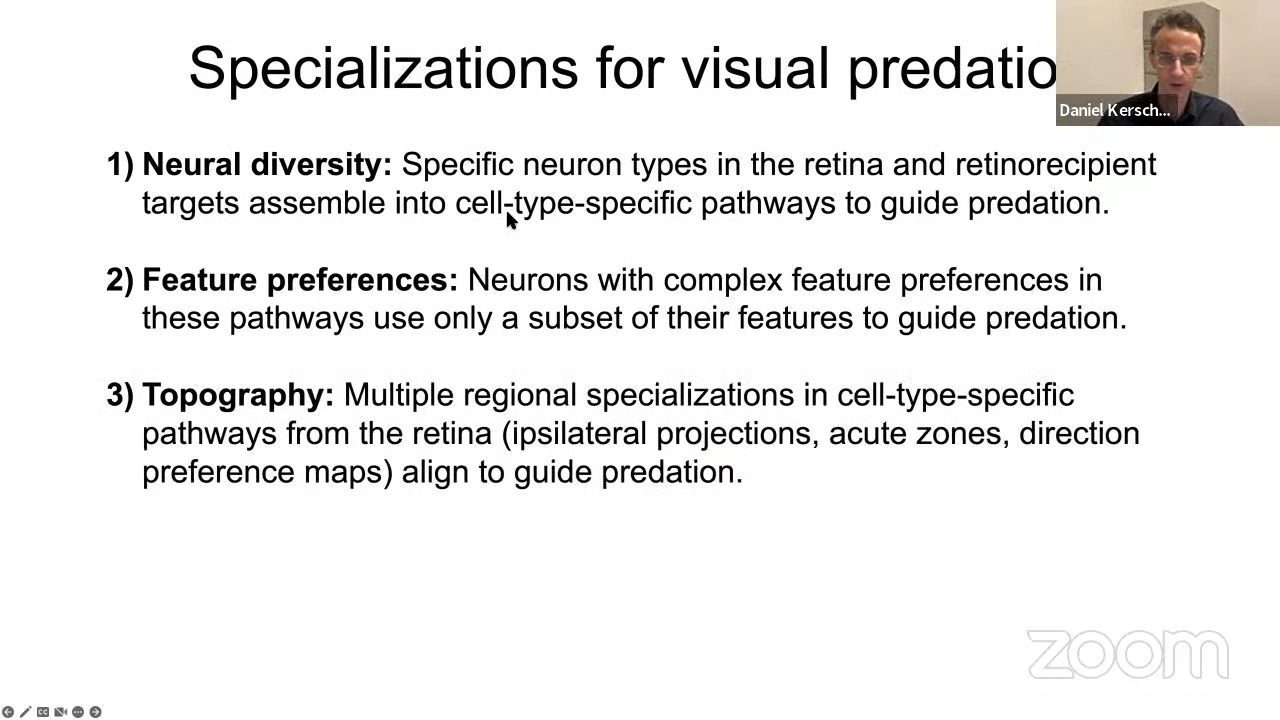 Specializations for visual predatio
Daniel Kersch...
1) Neural diversity: Specific neuron types in the retina and retinorecipient
targets assemble into cell-type-specific pathways to guide predation.
2) Feature preferences: Neurons with complex feature preferences in
these pathways use only a subset of their features to guide predation.
3) Topography: Multiple regional specializations in cell-type-specific
pathways from the retina (ipsilateral projections, acute zones, direction
preference maps) align to guide predation.
zoom